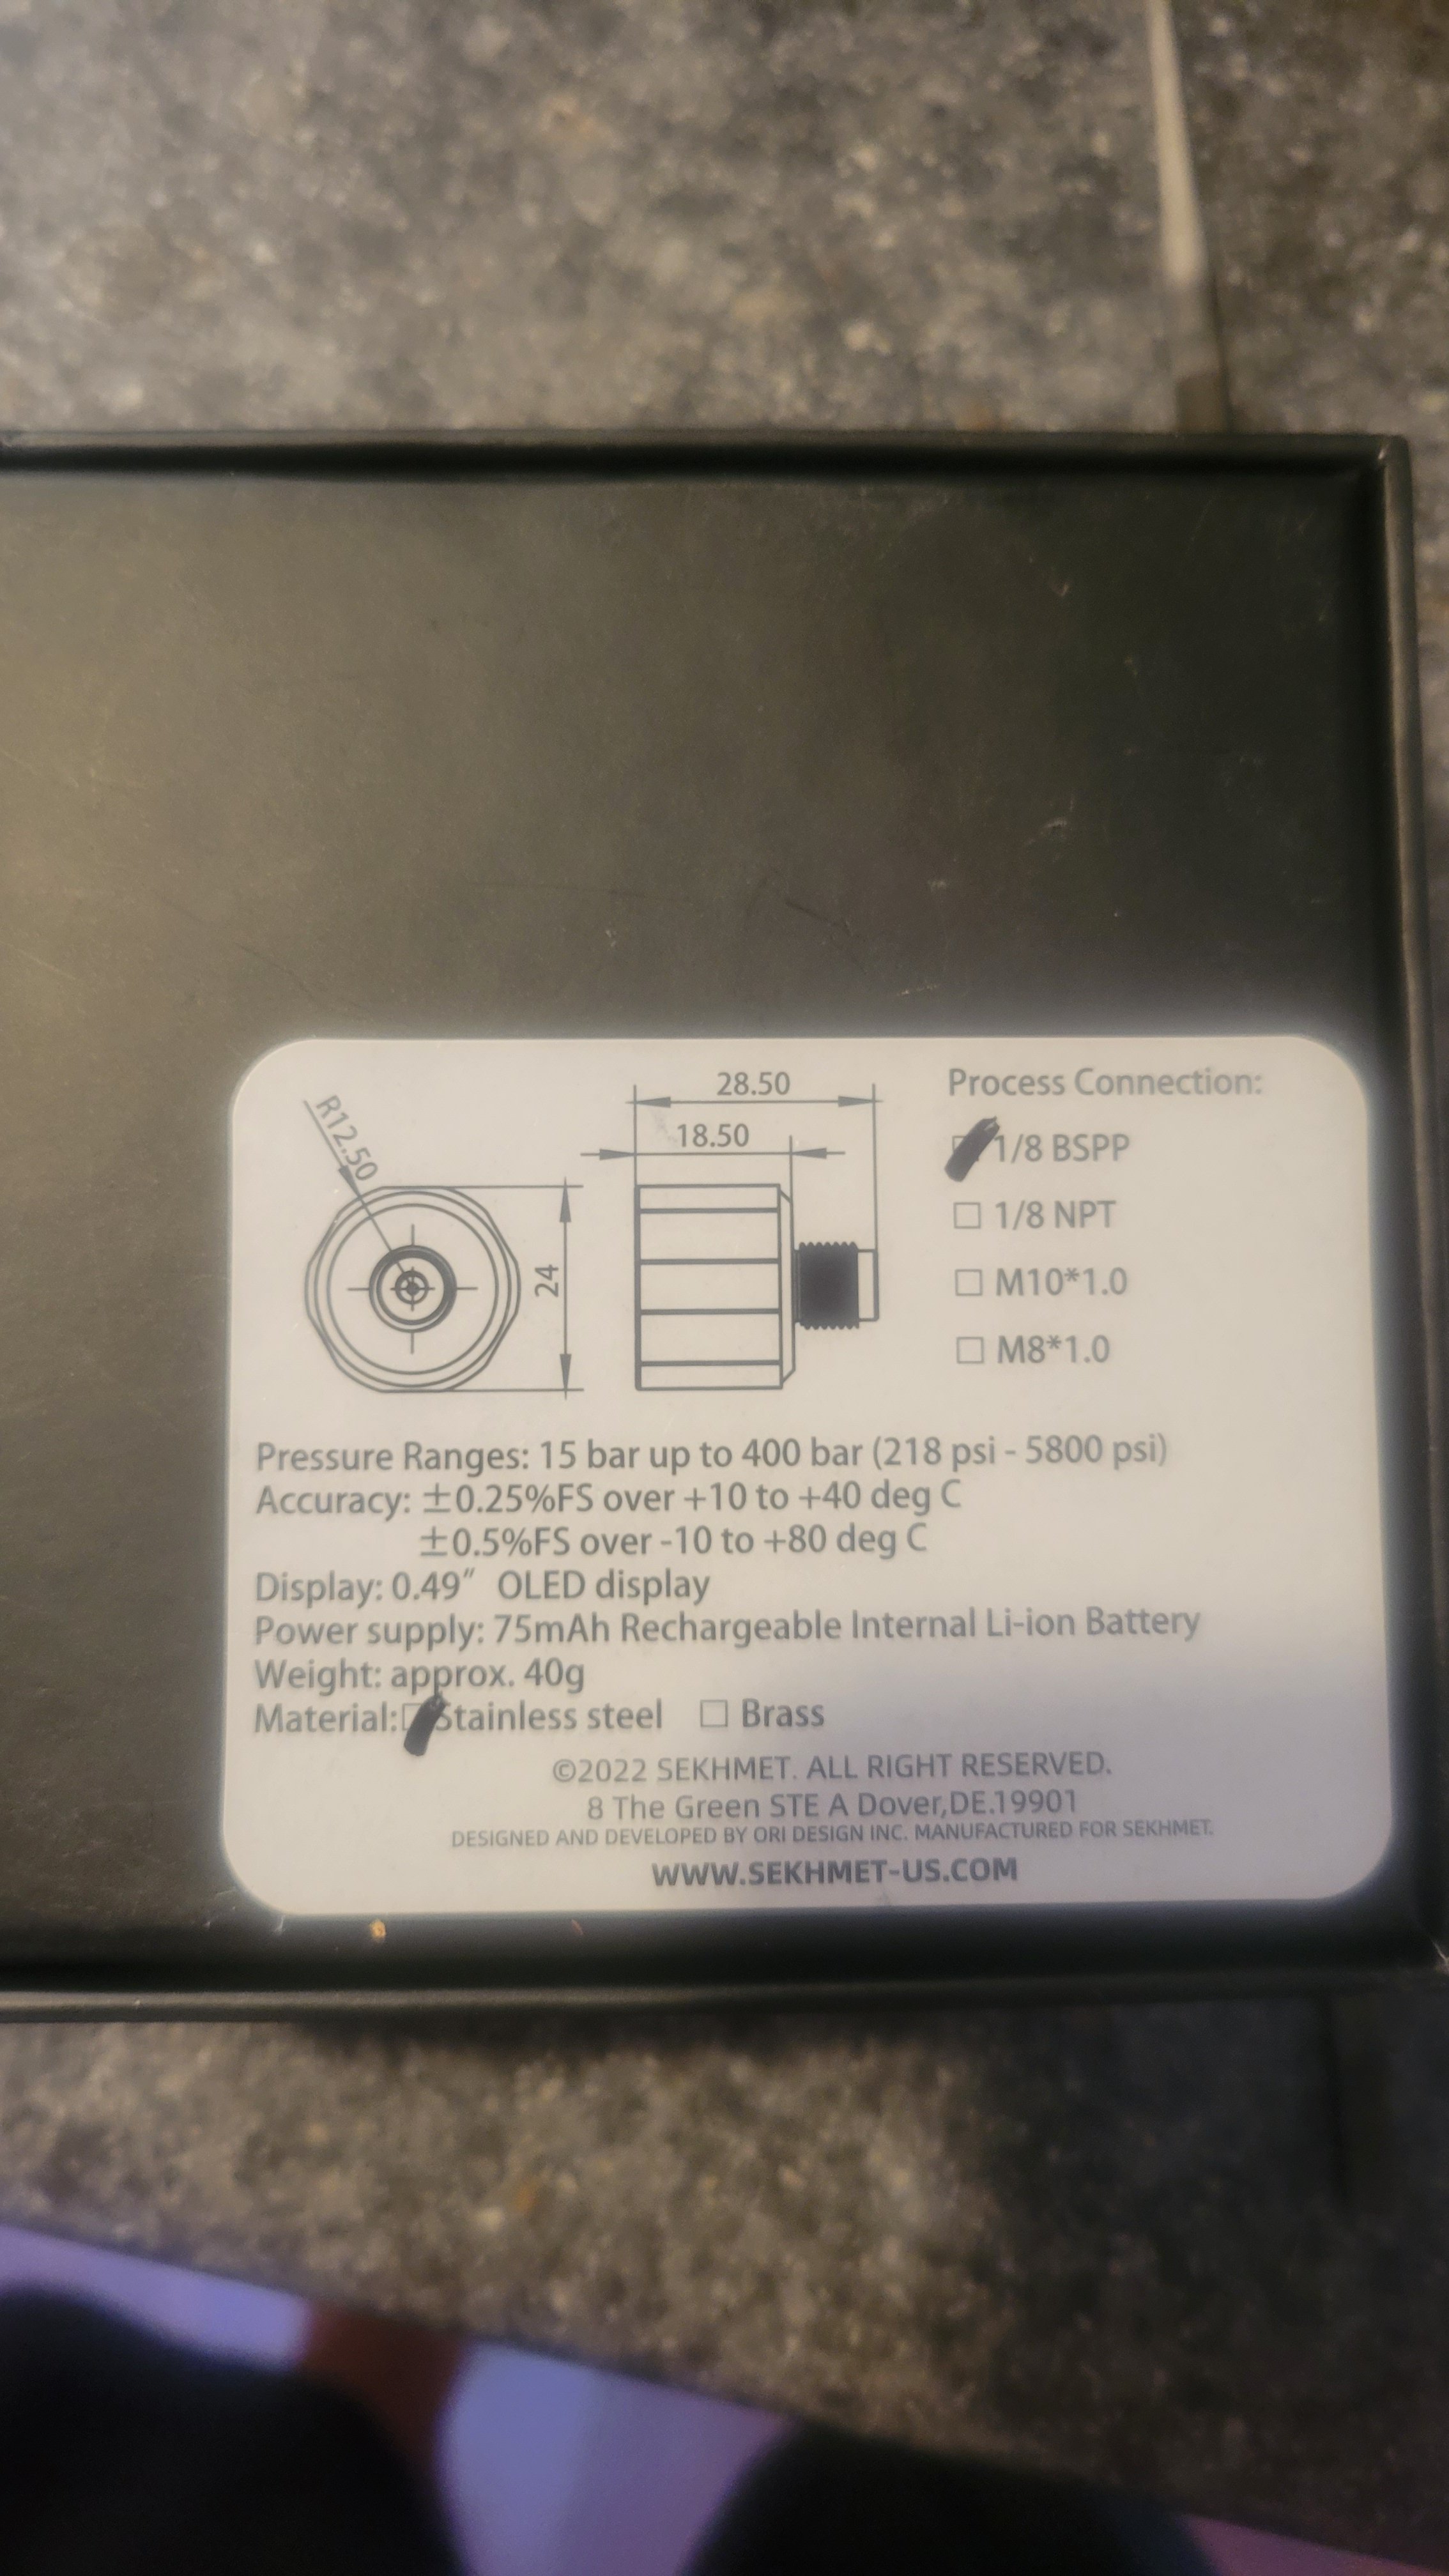 28.50
18.50
R12.50
24
Process Connection:
1/8 BSPP
1/8 NPT
M10*1.0
M8*1.0
Pressure Ranges: 15 bar up to 400 bar (218 psi - 5800 psi)
Accuracy: ±0.25%FS over +10 to +40 deg C
±0.5%FS over -10 to +80 deg C
Display: 0.49″ OLED display
Power supply: 75mAh Rechargeable Internal Li-ion Battery
Weight: approx. 40g
Material: Stainless steel □ Brass
©2022 SEKHMET. ALL RIGHT RESERVED.
8 The Green STE A Dover,DE.19901
DESIGNED AND DEVELOPED BY ORI DESIGN INC. MANUFACTURED FOR SEKHMET.
WWW.SEKHMET-US.COM